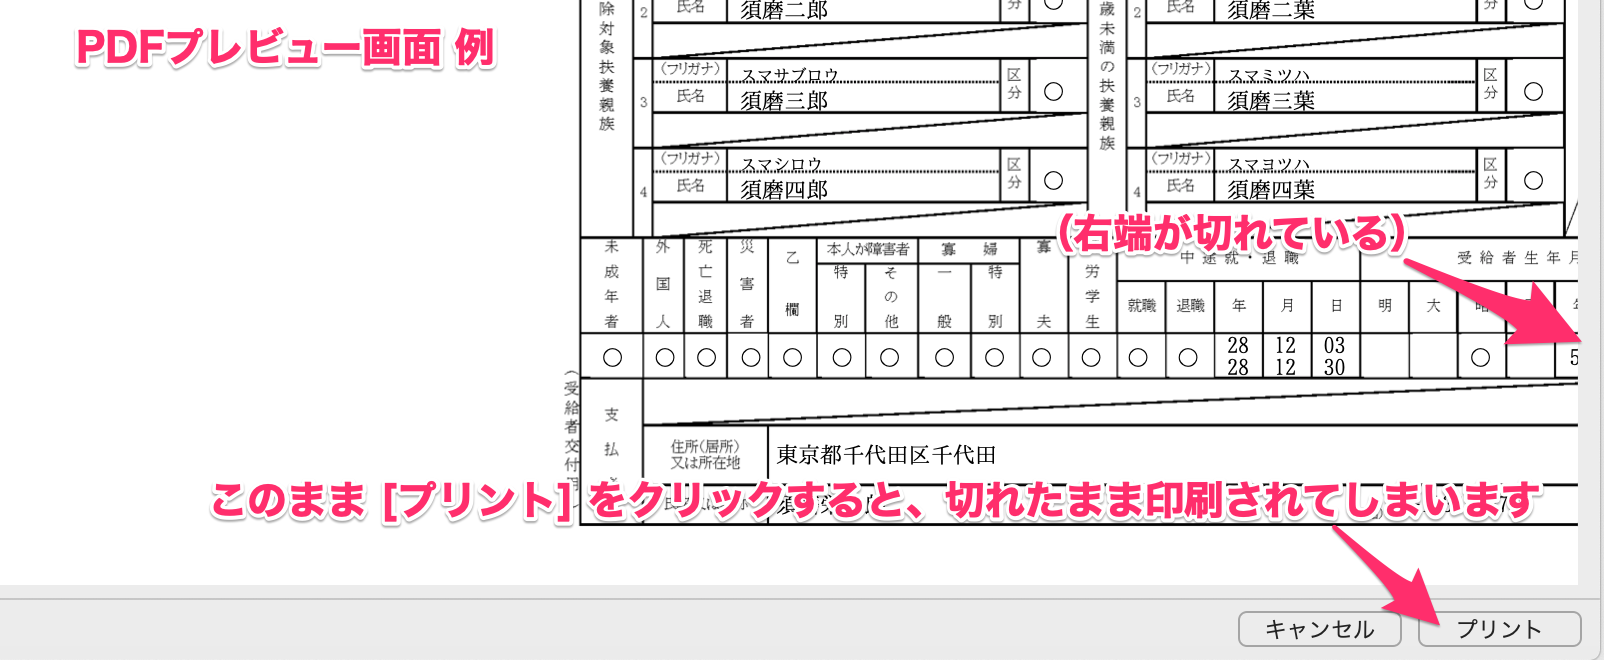 PDFプレビュー画面 例
除対象扶養親族
2
氏名
須磨二郎
分
○
歳未満の扶養親族
2
氏名
須磨二葉
分
○
3
(フリガナ)
スマサブロウ
氏名
須磨三郎
区分
○
3
(フリガナ)
スマミツハ
氏名
須磨三葉
区分
○
4
(フリガナ)
スマシロウ
氏名
須磨四郎
区分
○
4
(フリガナ)
スマヨツハ
氏名
須磨四葉
区分
○
(右端が切れている)
未成年者
外国人
死亡退職
災害者
乙欄
本人が障害者
特別
その他
寡婦
一般
特別
寡夫
労学生
中途就・退職
就職
退職
年
月
日
受給者生年月
明
大
昭
○ ○ ○ ○ ○ ○ ○ ○ ○ ○ ○ ○ ○
28 12 03
28 12 30
○
5
(受給者交付用
支払
住所(居所)
又は所在地
東京都千代田区千代田
このまま [プリント] をクリックすると、切れたまま印刷されてしまいます
キャンセル
プリント